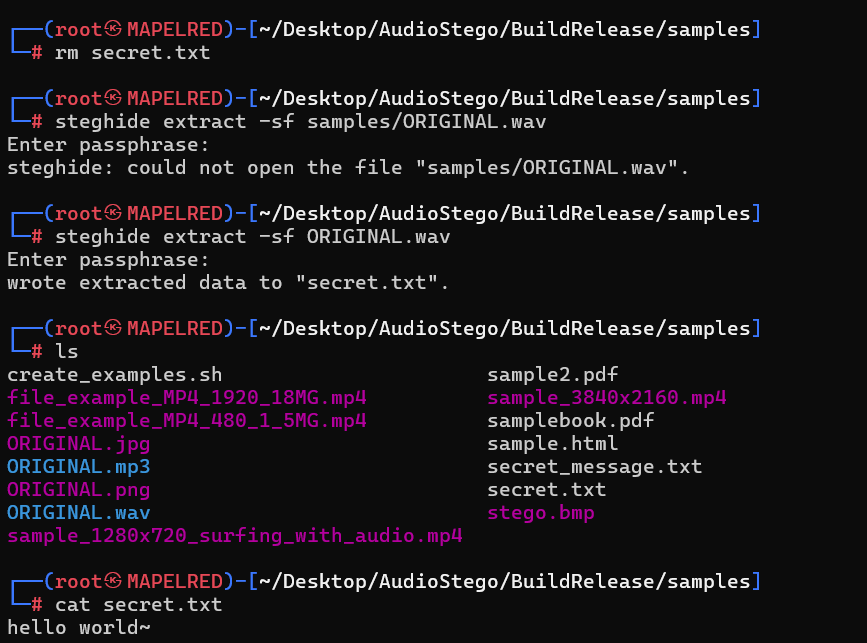 ┌──(root㉿MAPELRED)-[~/Desktop/AudioStego/BuildRelease/samples]
└─# rm secret.txt
┌──(root㉿MAPELRED)-[~/Desktop/AudioStego/BuildRelease/samples]
└─# steghide extract -sf samples/ORIGINAL.wav
Enter passphrase:
steghide: could not open the file "samples/ORIGINAL.wav".
┌──(root㉿MAPELRED)-[~/Desktop/AudioStego/BuildRelease/samples]
└─# steghide extract -sf ORIGINAL.wav
Enter passphrase:
wrote extracted data to "secret.txt".
┌──(root㉿MAPELRED)-[~/Desktop/AudioStego/BuildRelease/samples]
└─# ls
create_examples.sh sample2.pdf
file_example_MP4_1920_18MG.mp4 sample_3840x2160.mp4
file_example_MP4_480_1_5MG.mp4 samplebook.pdf
ORIGINAL.jpg sample.html
ORIGINAL.mp3 secret_message.txt
ORIGINAL.png secret.txt
ORIGINAL.wav stego.bmp
sample_1280x720_surfing_with_audio.mp4
┌──(root㉿MAPELRED)-[~/Desktop/AudioStego/BuildRelease/samples]
└─# cat secret.txt
hello world~